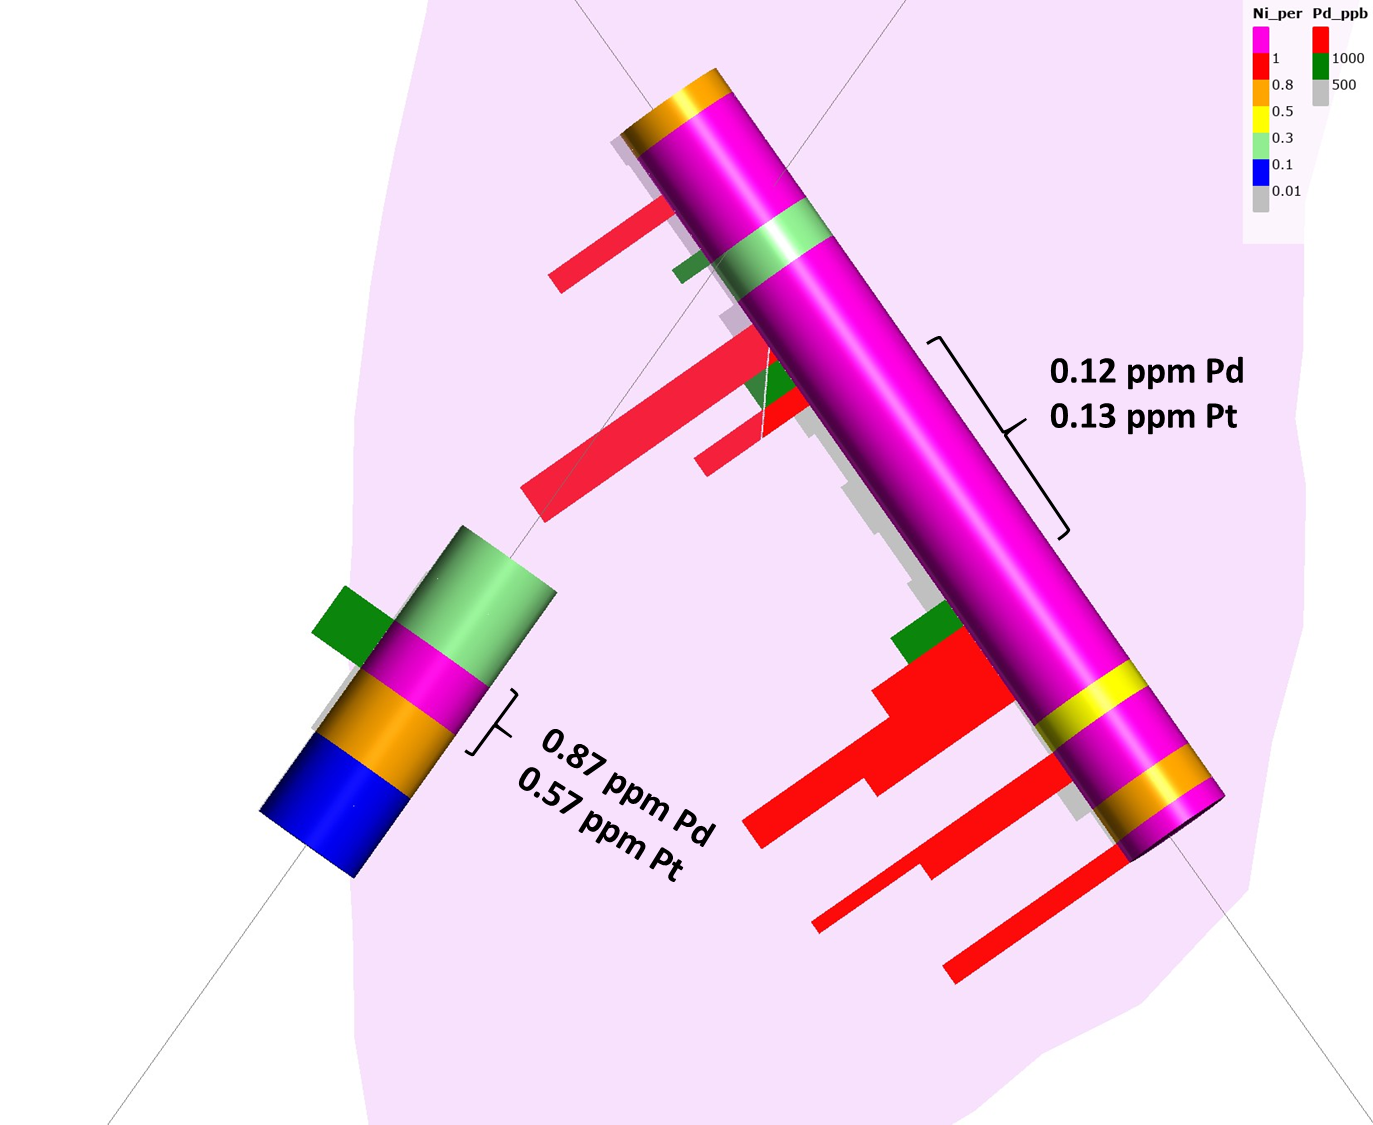 Ni_per Pd_ppb
1 1000
0.8 500
0.5
0.3
0.1
0.01
0.12 ppm Pd
0.13 ppm Pt
0.87 ppm Pd
0.57 ppm Pt